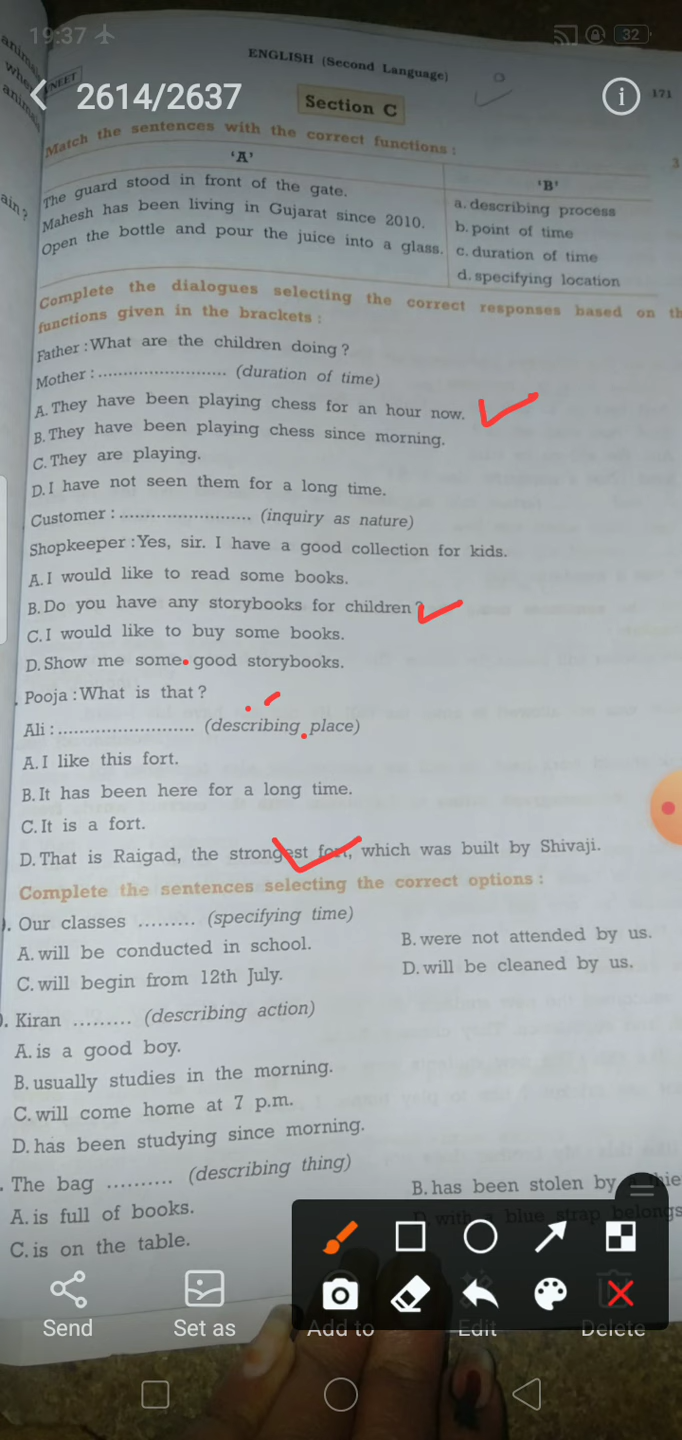 19:37
32
ENGLISH (Second Language)
171
2614/2637
Section C
Match the sentences with the correct functions :
'A'
'B'
The guard stood in front of the gate.
Mahesh has been living in Gujarat since 2010.
Open the bottle and pour the juice into a glass.
a. describing process
b. point of time
c. duration of time
d. specifying location
Complete the dialogues selecting the correct responses based on
functions given in the brackets :
Father : What are the children doing ?
Mother : ........................ (duration of time)
A. They have been playing chess for an hour now.
B. They have been playing chess since morning.
C. They are playing.
D. I have not seen them for a long time.
Customer : ........................ (inquiry as nature)
Shopkeeper : Yes, sir. I have a good collection for kids.
A. I would like to read some books.
B. Do you have any storybooks for children ?
C. I would like to buy some books.
D. Show me some good storybooks.
Pooja : What is that ?
Ali : ........................ (describing place)
A. I like this fort.
B. It has been here for a long time.
C. It is a fort.
D. That is Raigad, the strongest fort, which was built by Shivaji.
Complete the sentences selecting the correct options :
Our classes ......... (specifying time)
A. will be conducted in school.
B. were not attended by us.
C. will begin from 12th July.
D. will be cleaned by us.
Kiran ......... (describing action)
A. is a good boy.
B. usually studies in the morning.
C. will come home at 7 p.m.
D. has been studying since morning.
The bag .......... (describing thing)
A. is full of books.
B. has been stolen by
C. is on the table.
D. with a blue strap belongs
Send
Set as
Add to
Edit
Delete